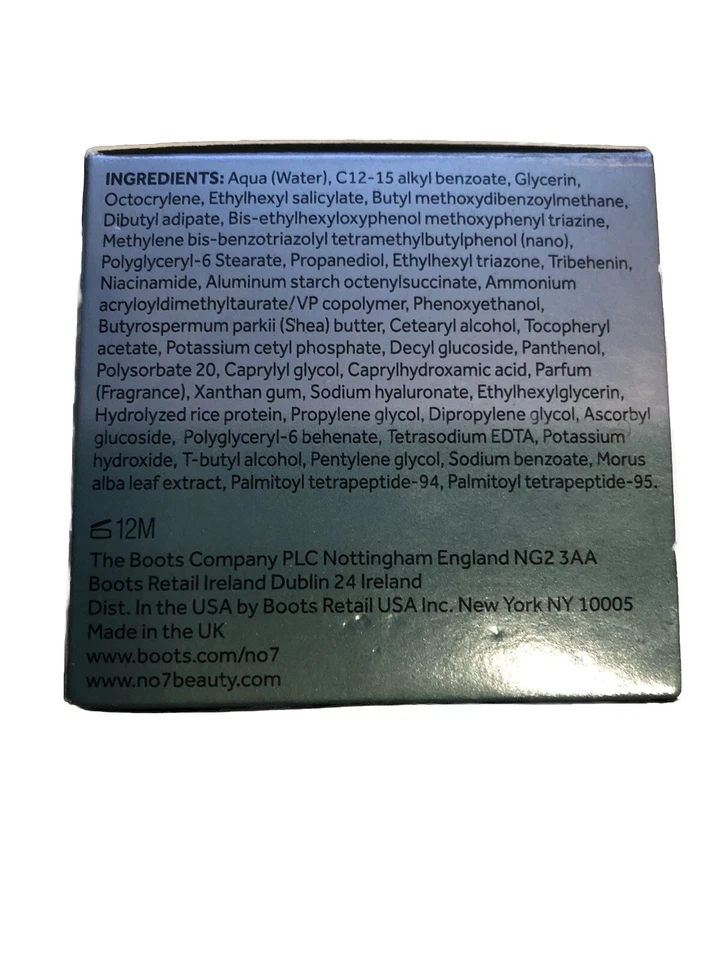 INGREDIENTS: Aqua (Water), C12-15 alkyl benzoate, Glycerin,
Octocrylene, Ethylhexyl salicylate, Butyl methoxydibenzoylmethane,
Dibutyl adipate, Bis-ethylhexyloxyphenol methoxyphenyl triazine,
Methylene bis-benzotriazolyl tetramethylbutylphenol (nano),
Polyglyceryl-6 Stearate, Propanediol, Ethylhexyl triazone, Tribehenin,
Niacinamide, Aluminum starch octenylsuccinate, Ammonium
acryloyldimethyltaurate/VP copolymer, Phenoxyethanol,
Butyrospermum parkii (Shea) butter, Cetearyl alcohol, Tocopheryl
acetate, Potassium cetyl phosphate, Decyl glucoside, Panthenol,
Polysorbate 20, Caprylyl glycol, Caprylhydroxamic acid, Parfum
(Fragrance), Xanthan gum, Sodium hyaluronate, Ethylhexylglycerin,
Hydrolyzed rice protein, Propylene glycol, Dipropylene glycol, Ascorbyl
glucoside, Polyglyceryl-6 behenate, Tetrasodium EDTA, Potassium
hydroxide, T-butyl alcohol, Pentylene glycol, Sodium benzoate, Morus
alba leaf extract, Palmitoyl tetrapeptide-94, Palmitoyl tetrapeptide-95.
12M
The Boots Company PLC Nottingham England NG2 3AA
Boots Retail Ireland Dublin 24 Ireland
Dist. In the USA by Boots Retail USA Inc. New York NY 10005
Made in the UK
www.boots.com/no7
www.no7beauty.com